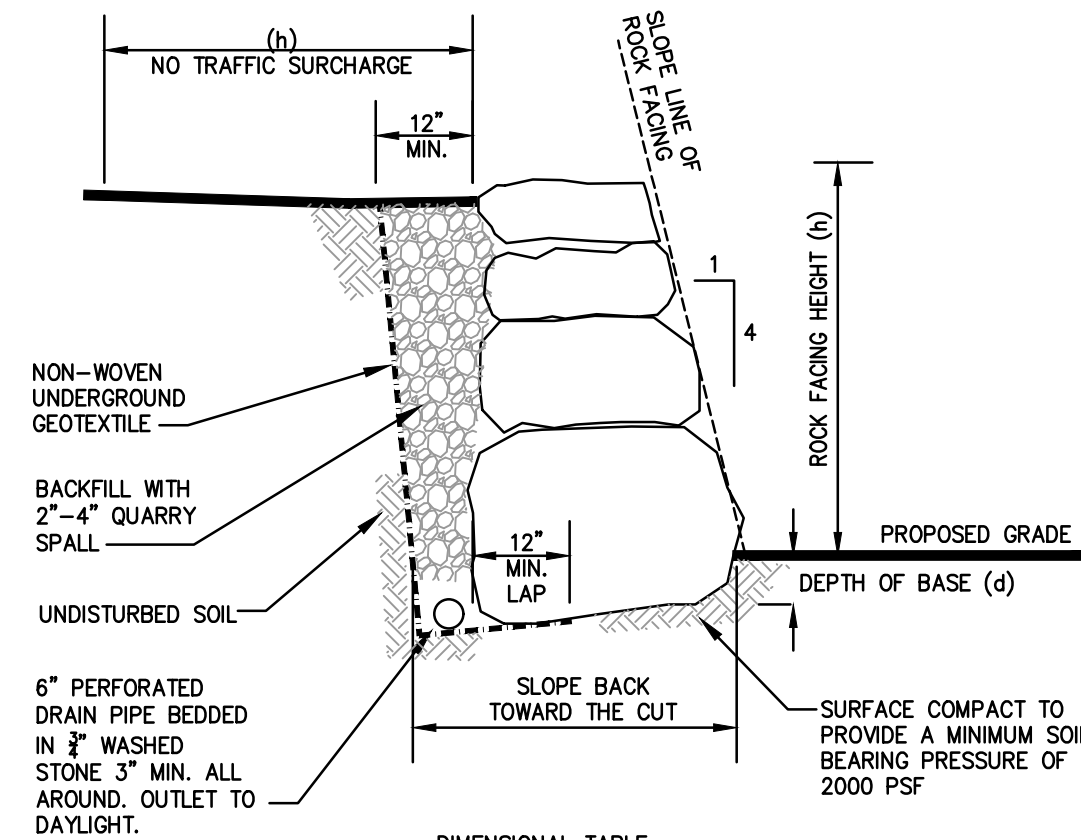 (h)
NO TRAFFIC SURCHARGE
12"
MIN.
SLOPE LINE OF
ROCK FACING
1
4
ROCK FACING HEIGHT (h)
NON-WOVEN
UNDERGROUND
GEOTEXTILE
BACKFILL WITH
2"-4" QUARRY
SPALL
12"
MIN.
LAP
PROPOSED GRADE
DEPTH OF BASE (d)
UNDISTURBED SOIL
6" PERFORATED
DRAIN PIPE BEDDED
IN ¾" WASHED
STONE 3" MIN. ALL
AROUND. OUTLET TO
DAYLIGHT.
SLOPE BACK
TOWARD THE CUT
SURFACE COMPACT TO
PROVIDE A MINIMUM SOI
BEARING PRESSURE OF
2000 PSF
DIMENSIONAL TABLE